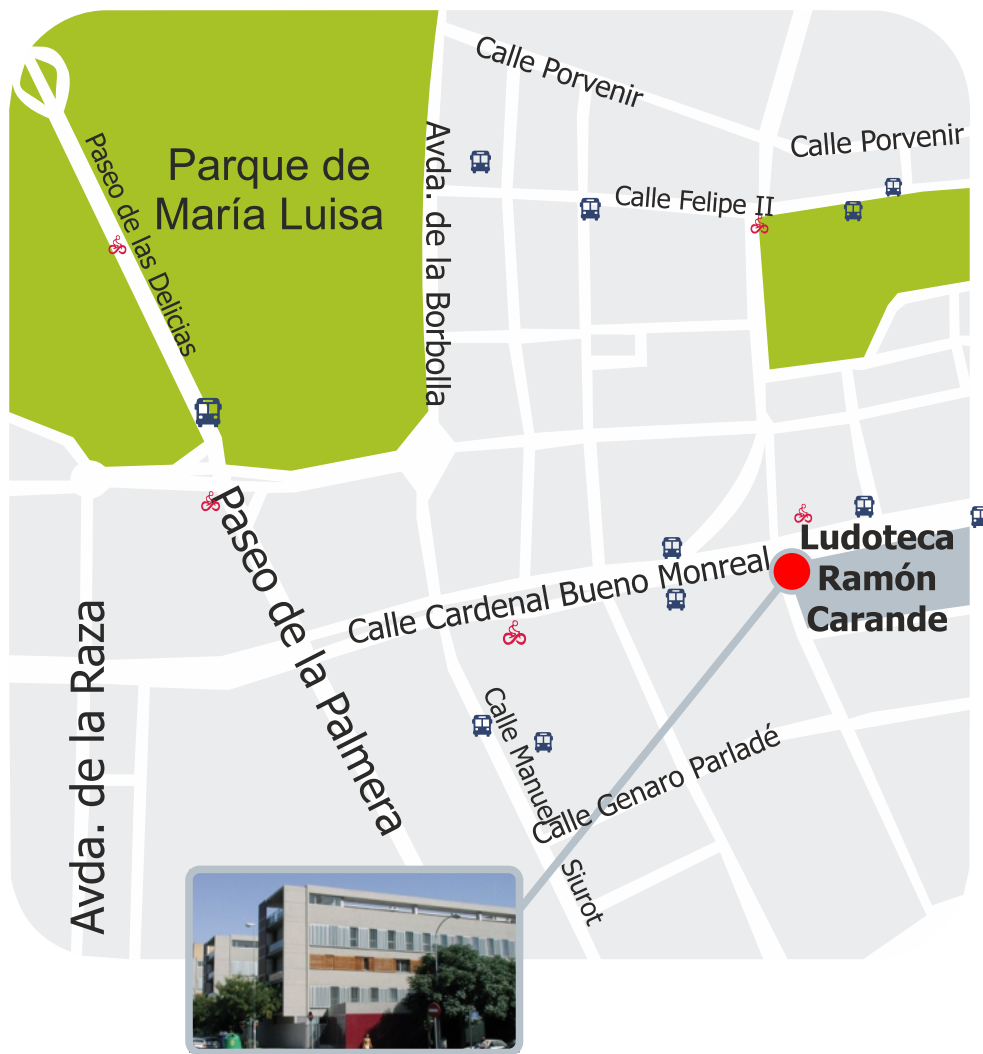 Calle Porvenir
Calle Porvenir
Paseo de las Delicias
Parque de
María Luisa
Avda. de la Borbolla
Calle Felipe II
Paseo de la Palmera
Calle Cardenal Bueno Monreal
Ludoteca
Ramón
Carande
Avda. de la Raza
Calle Manuel Siurot
Calle Genaro Parladé